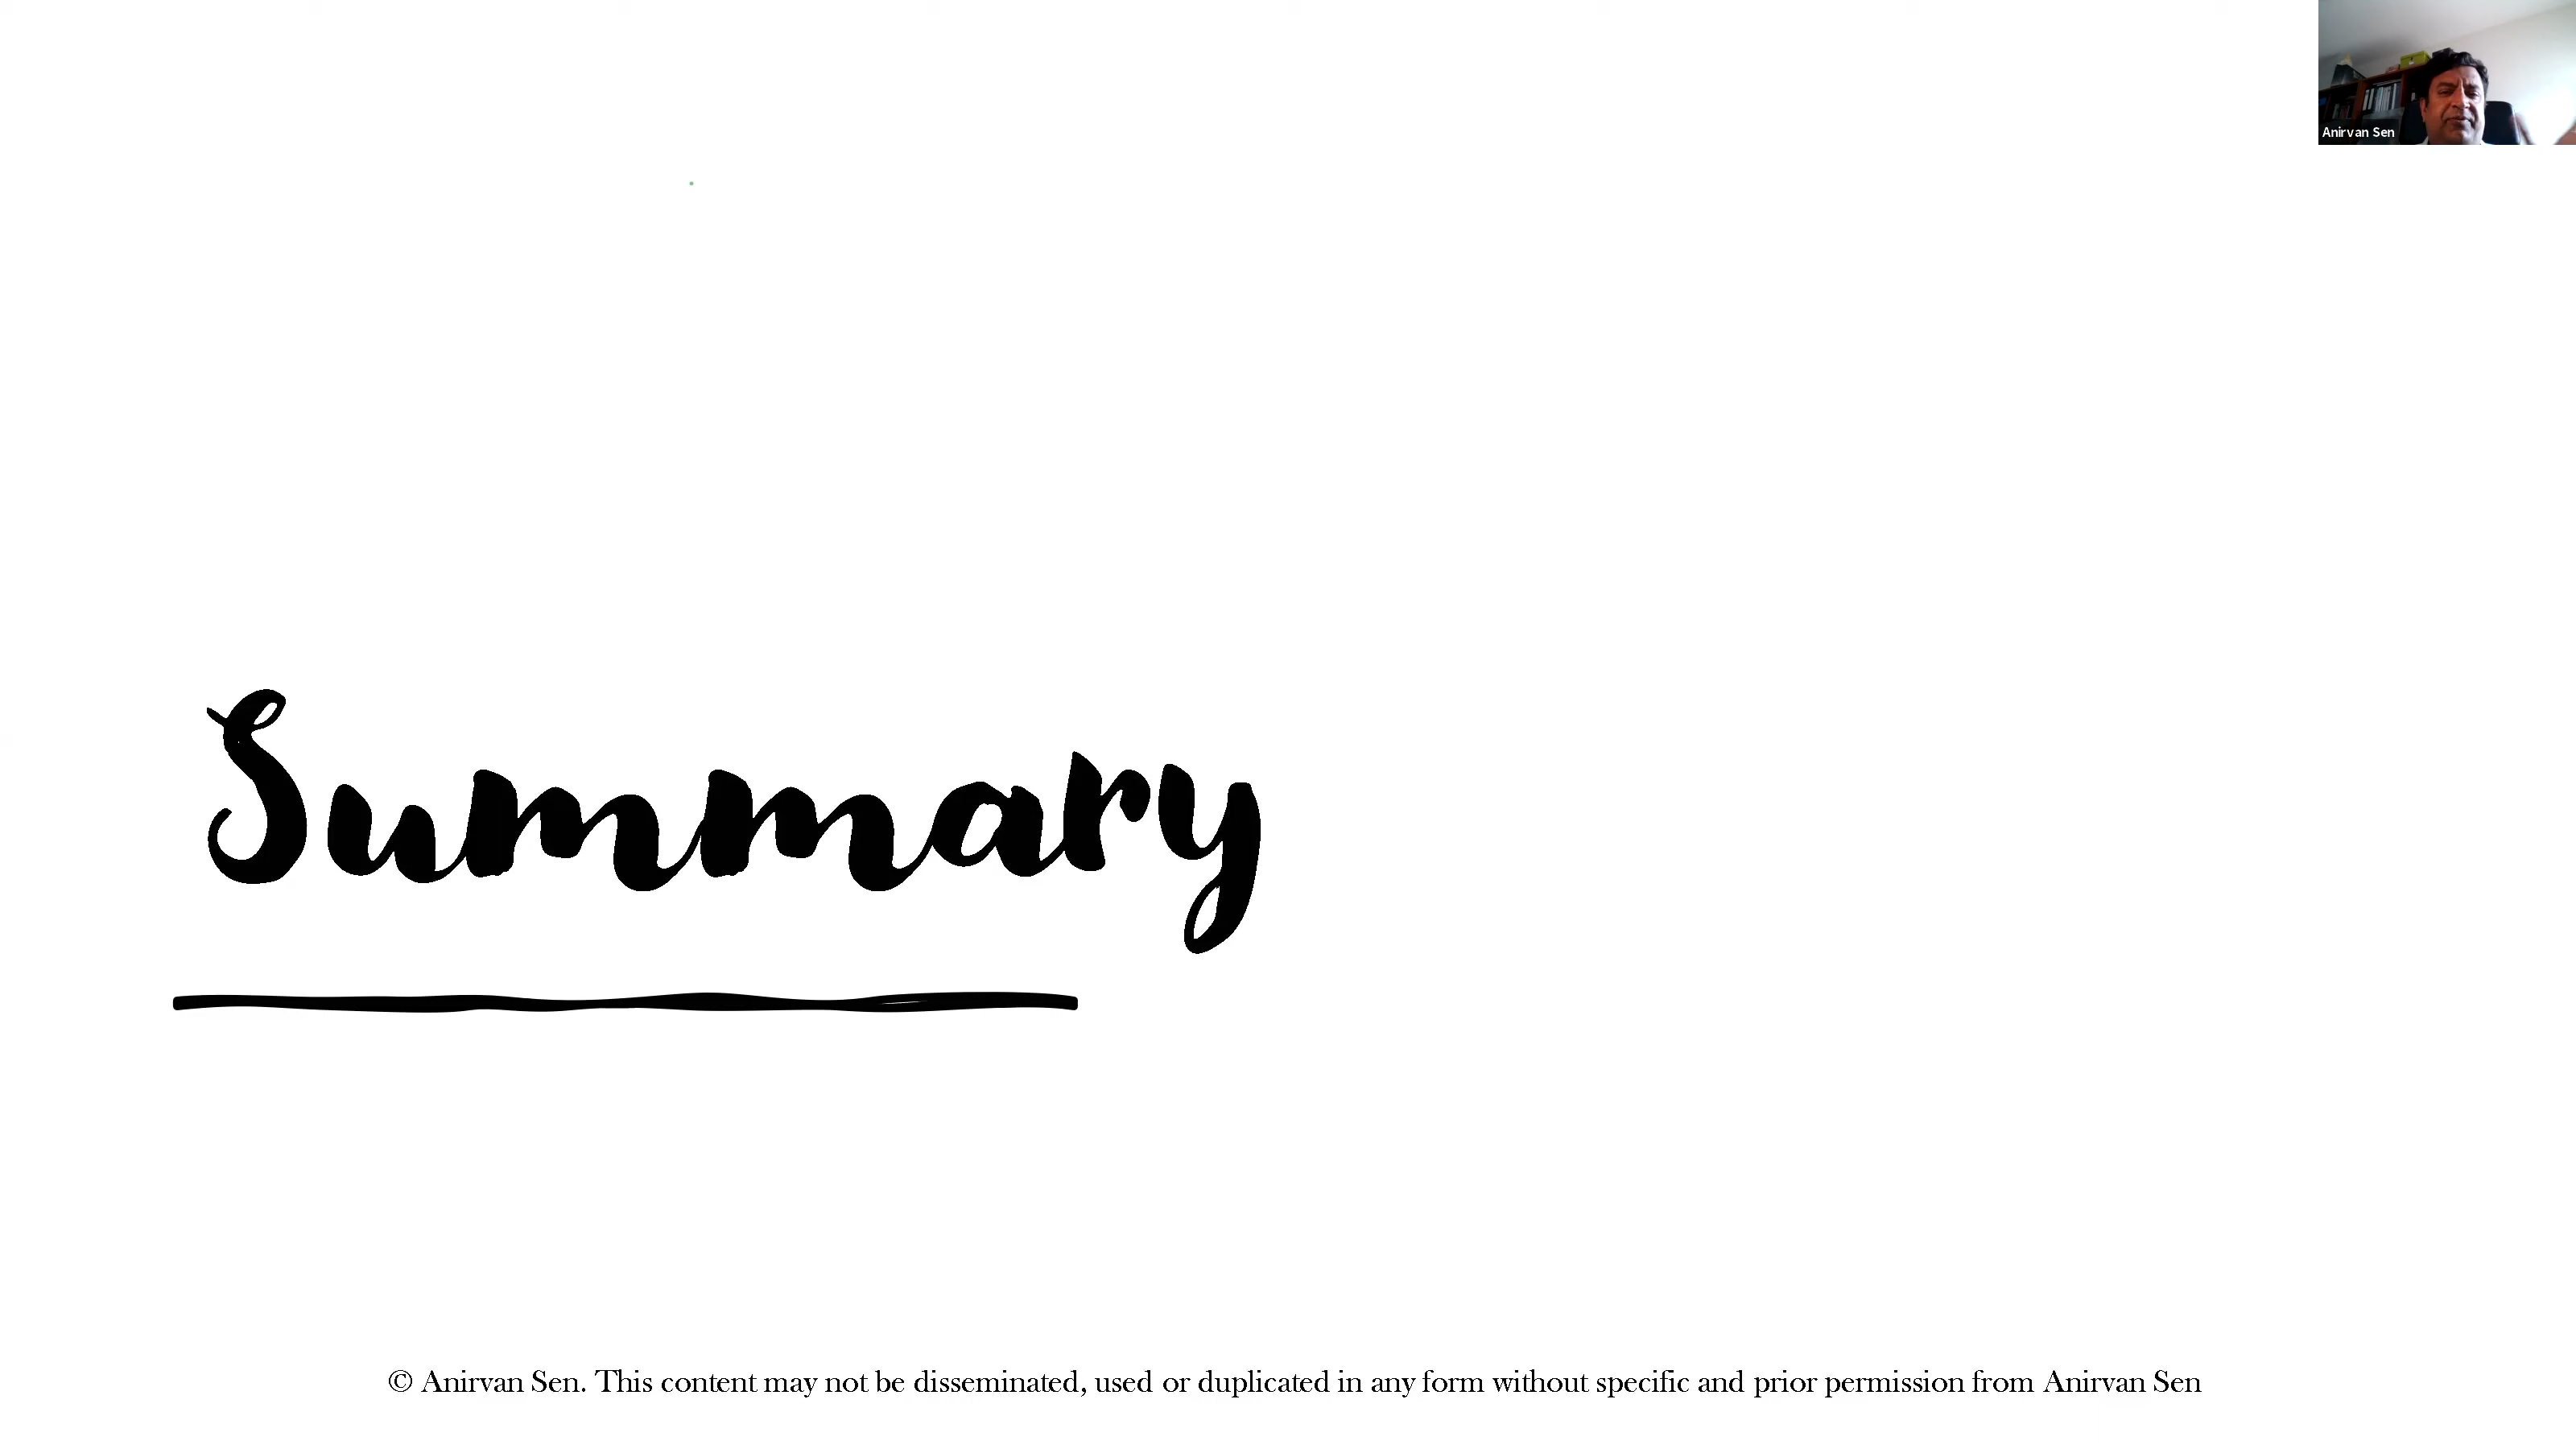 Anirvan Sen
Summary
© Anirvan Sen. This content may not be disseminated, used or duplicated in any form without specific and prior permission from Anirvan Sen